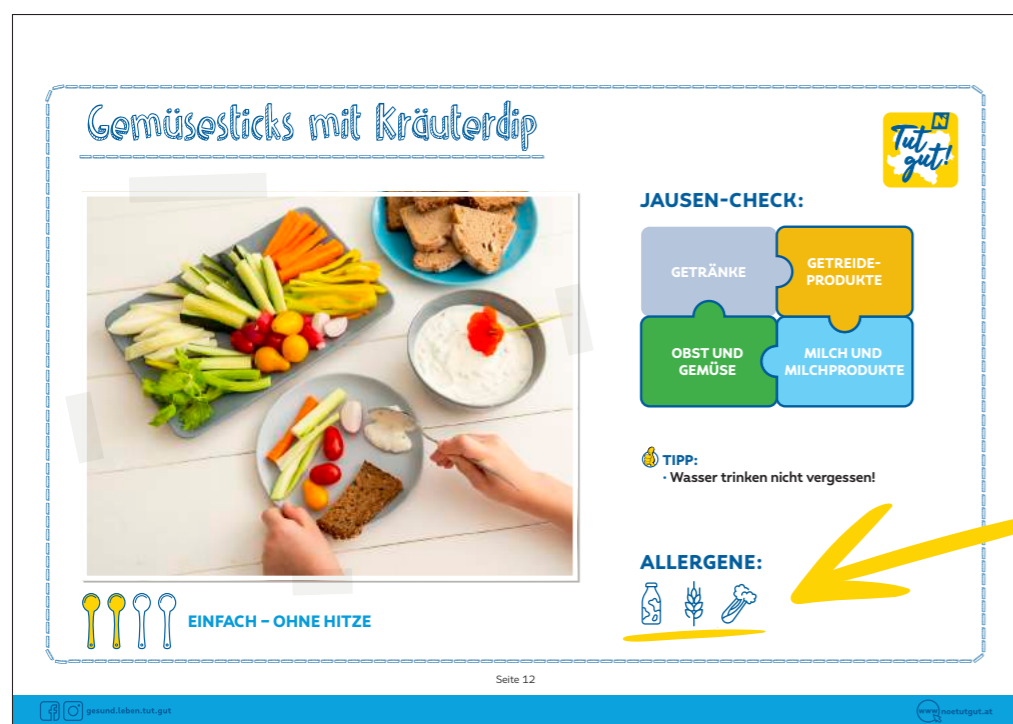 Gemüsesticks mit Kräuterdip
N
Tut
gut!
JAUSEN-CHECK:
GETRÄNKE
GETREIDE-
PRODUKTE
OBST UND
GEMÜSE
MILCH UND
MILCHPRODUKTE
TIPP:
· Wasser trinken nicht vergessen!
ALLERGENE:
EINFACH – OHNE HITZE
Seite 12
gesund.leben.tut.gut
www noetutgut.at